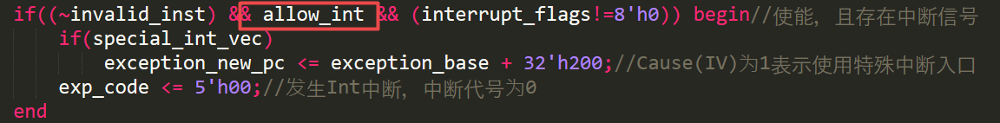 if((~invalid_inst) && allow_int && (interrupt_flags!=8'h0)) begin//使能，且存在中断信号
if(special_int_vec)
exception_new_pc <= exception_base + 32'h200;//Cause(IV)为1表示使用特殊中断入口
exp_code <= 5'h00;//发生Int中断，中断代号为0
end